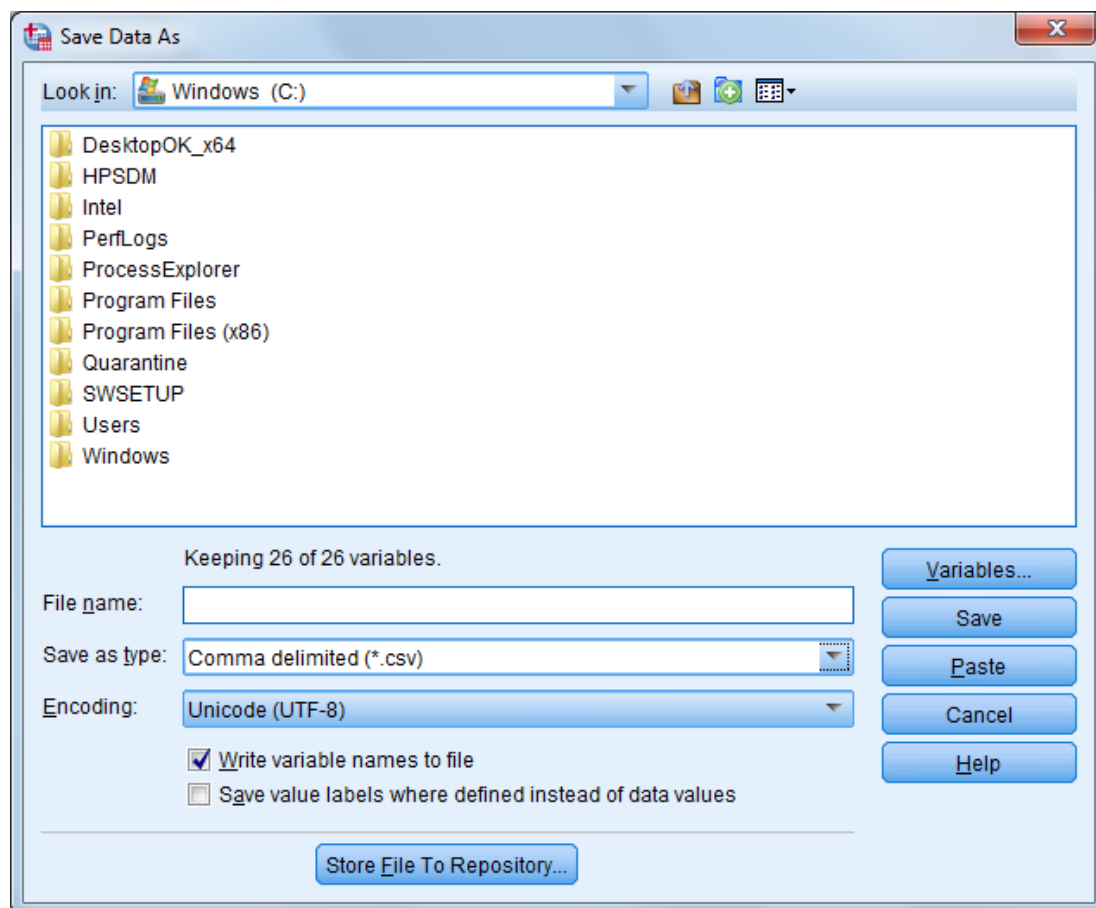 Save Data As
Look in: Windows (C:)
DesktopOK_x64
HPSDM
Intel
PerfLogs
ProcessExplorer
Program Files
Program Files (x86)
Quarantine
SWSETUP
Users
Windows
Keeping 26 of 26 variables.
Variables...
File name:
Save
Save as type: Comma delimited (*.csv)
Paste
Encoding: Unicode (UTF-8)
Cancel
Write variable names to file
Help
Save value labels where defined instead of data values
Store File To Repository...